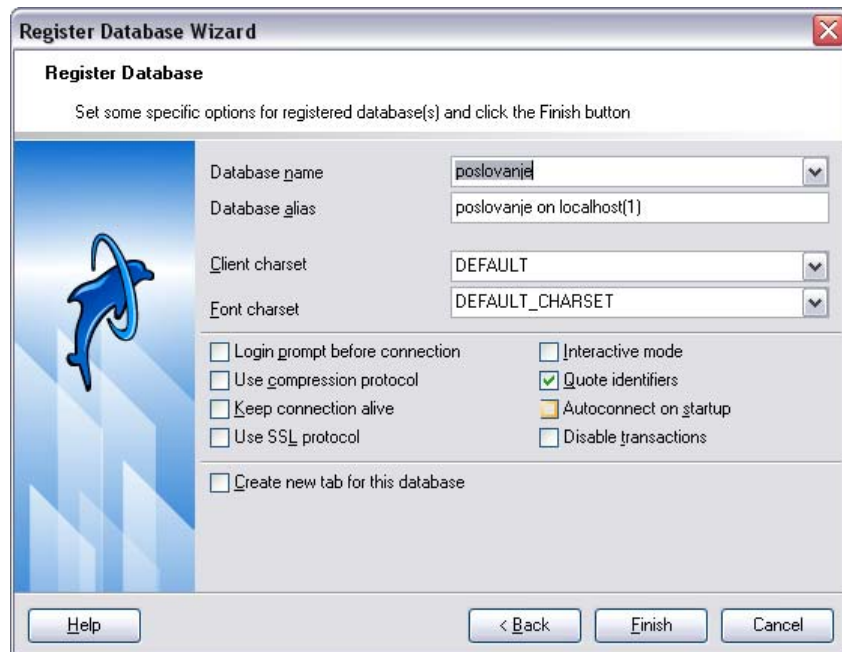 Register Database Wizard
Register Database
Set some specific options for registered database(s) and click the Finish button
Database name
poslovanje
Database alias
poslovanje on localhost(1)
Client charset
DEFAULT
Font charset
DEFAULT_CHARSET
Login prompt before connection
Interactive mode
Use compression protocol
Quote identifiers
Keep connection alive
Autoconnect on startup
Use SSL protocol
Disable transactions
Create new tab for this database
Help
< Back
Finish
Cancel